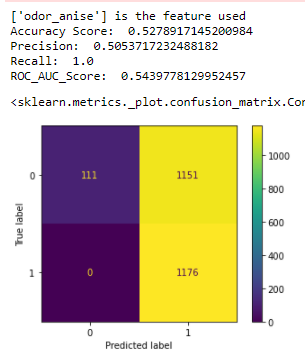 ['odor_anise'] is the feature used
Accuracy Score: 0.5278917145200984
Precision: 0.5053717232488182
Recall: 1.0
ROC_AUC_Score: 0.5439778129952457
<sklearn.metrics._plot.confusion_matrix.Con
0
111
1151
1
0
1176
0
1
True label
Predicted label
1000
800
600
400
200
0